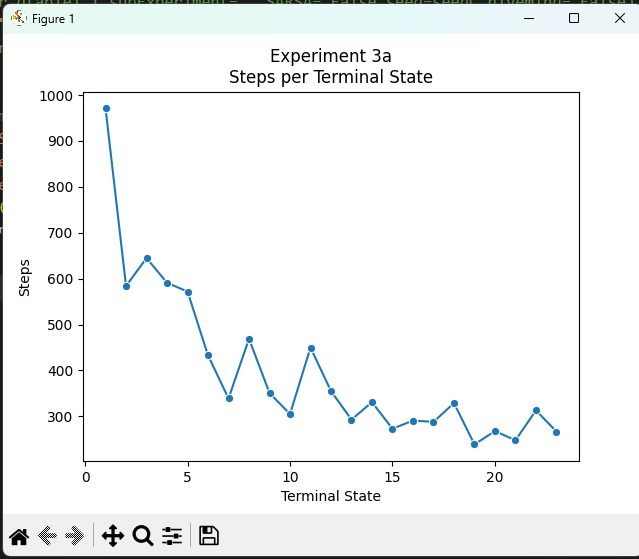 Figure 1
Experiment 3a
Steps per Terminal State
1000
900
800
700
600
500
400
300
Steps
0 5 10 15 20
Terminal State